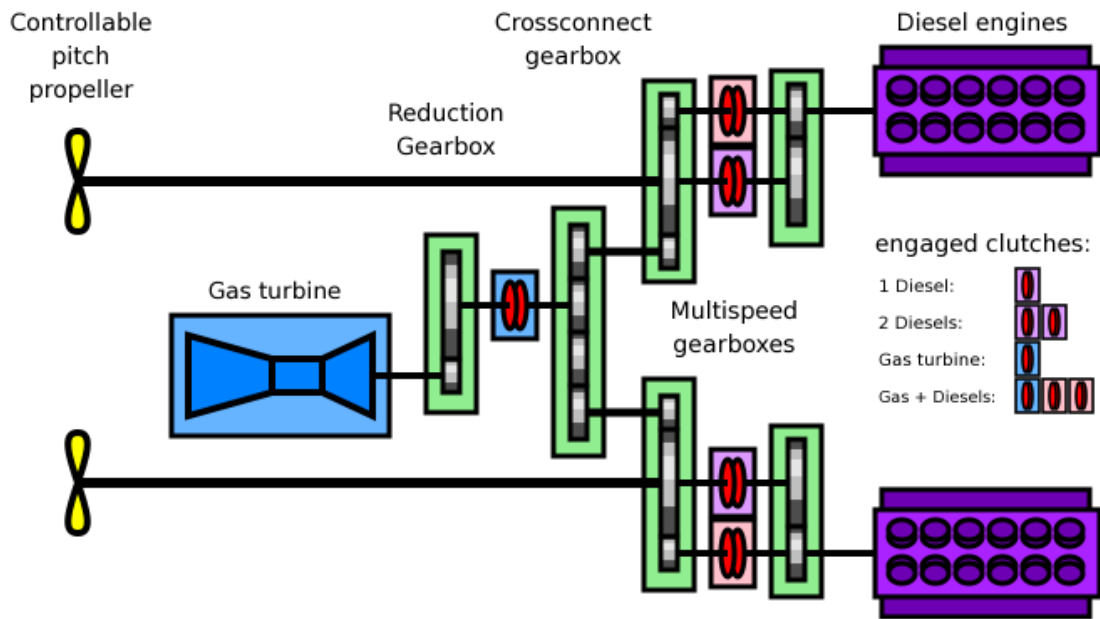 Controllable
pitch
propeller
Crossconnect
gearbox
Diesel engines
Reduction
Gearbox
Gas turbine
Multispeed
gearboxes
engaged clutches:
1 Diesel:
2 Diesels:
Gas turbine:
Gas + Diesels: